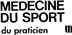 MEDECINE
DU SPORT
du praticien